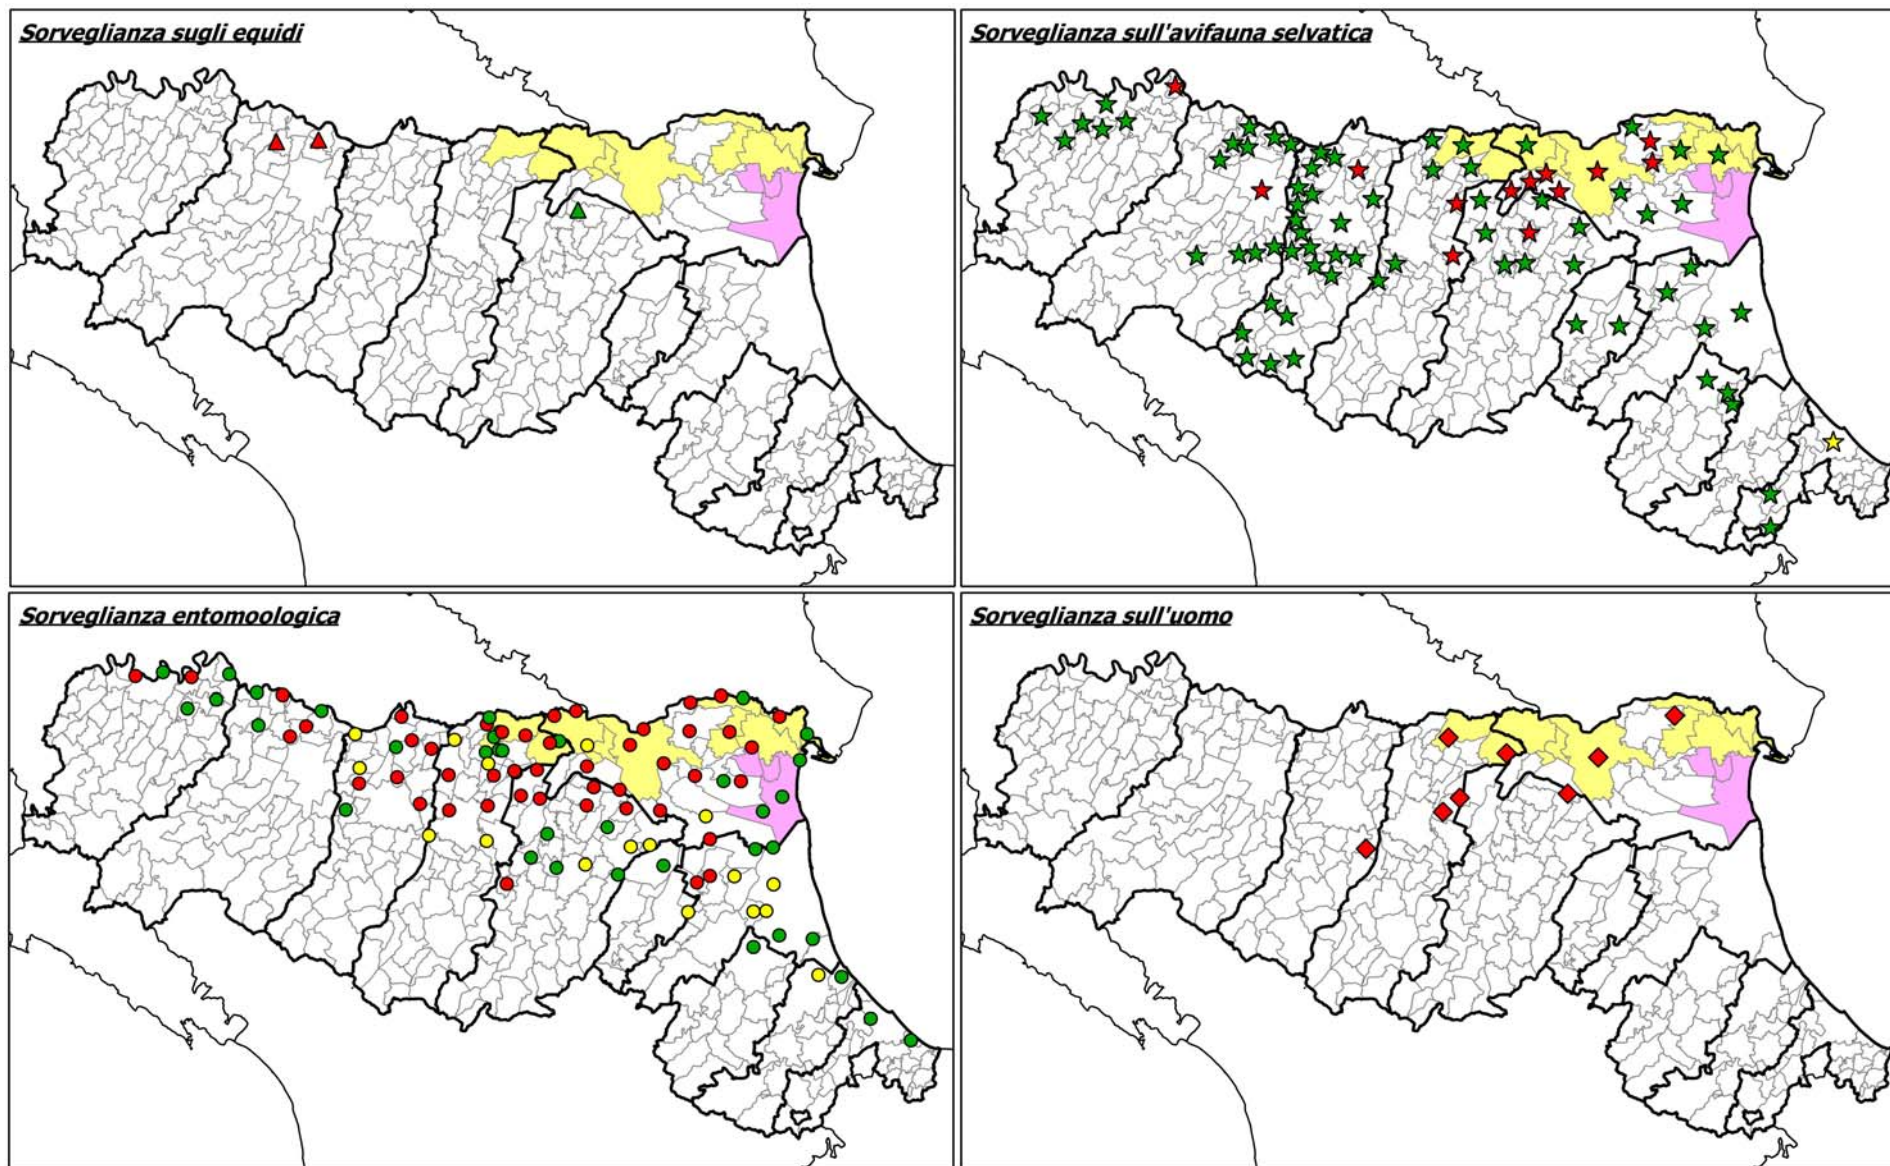 Sorveglianza sugli equidi
Sorveglianza sull'avifauna selvatica
Sorveglianza entomoologica
Sorveglianza sull'uomo